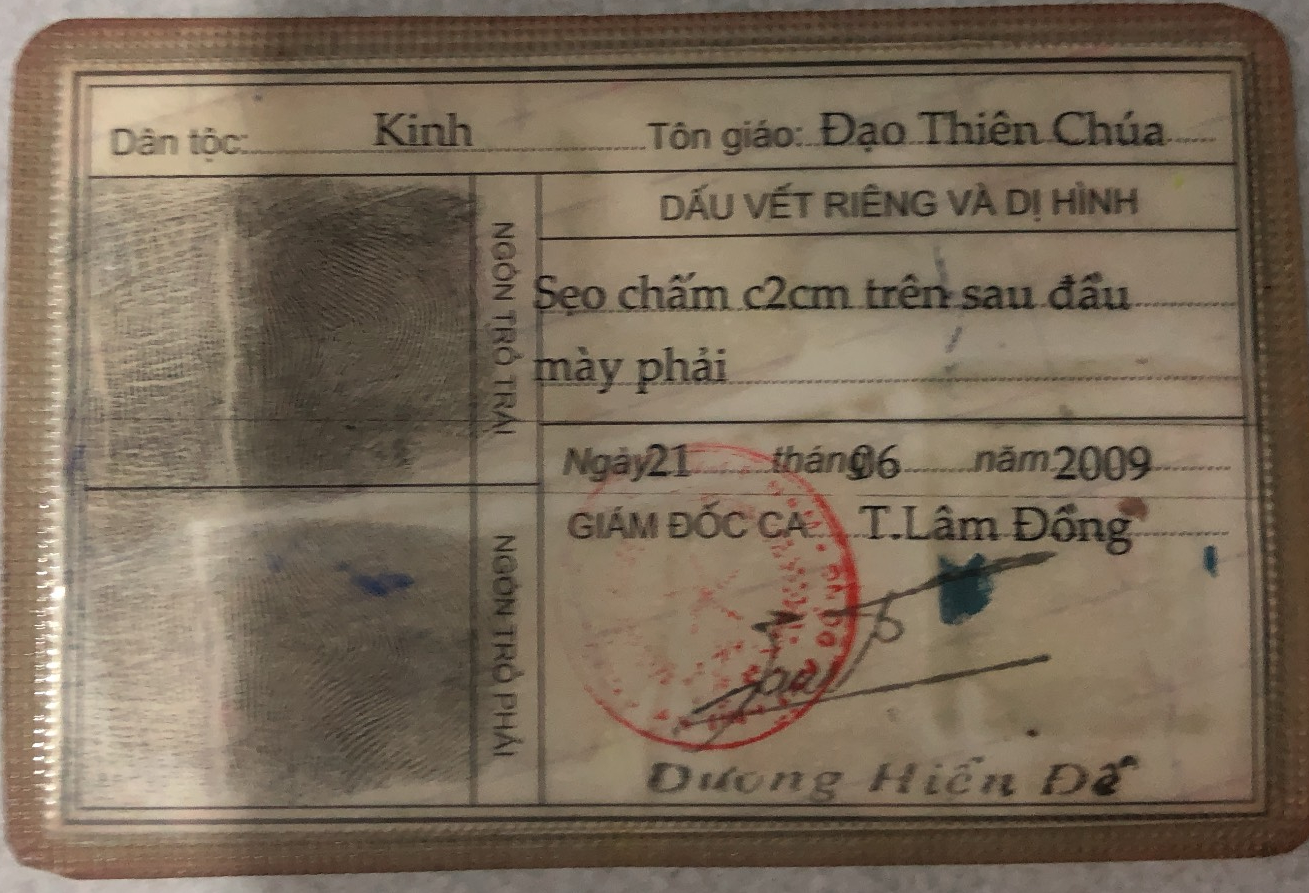 Dân tộc: Kinh Tôn giáo: Đạo Thiên Chúa
NGÓN TRỎ TRÁI
NGÓN TRỎ PHẢI
DẤU VẾT RIÊNG VÀ DỊ HÌNH
Sẹo chấm c2cm trên sau đầu
mày phải
Ngày 21 tháng 06 năm 2009
GIÁM ĐỐC CA T.Lâm Đồng
Dương Hiển Đề